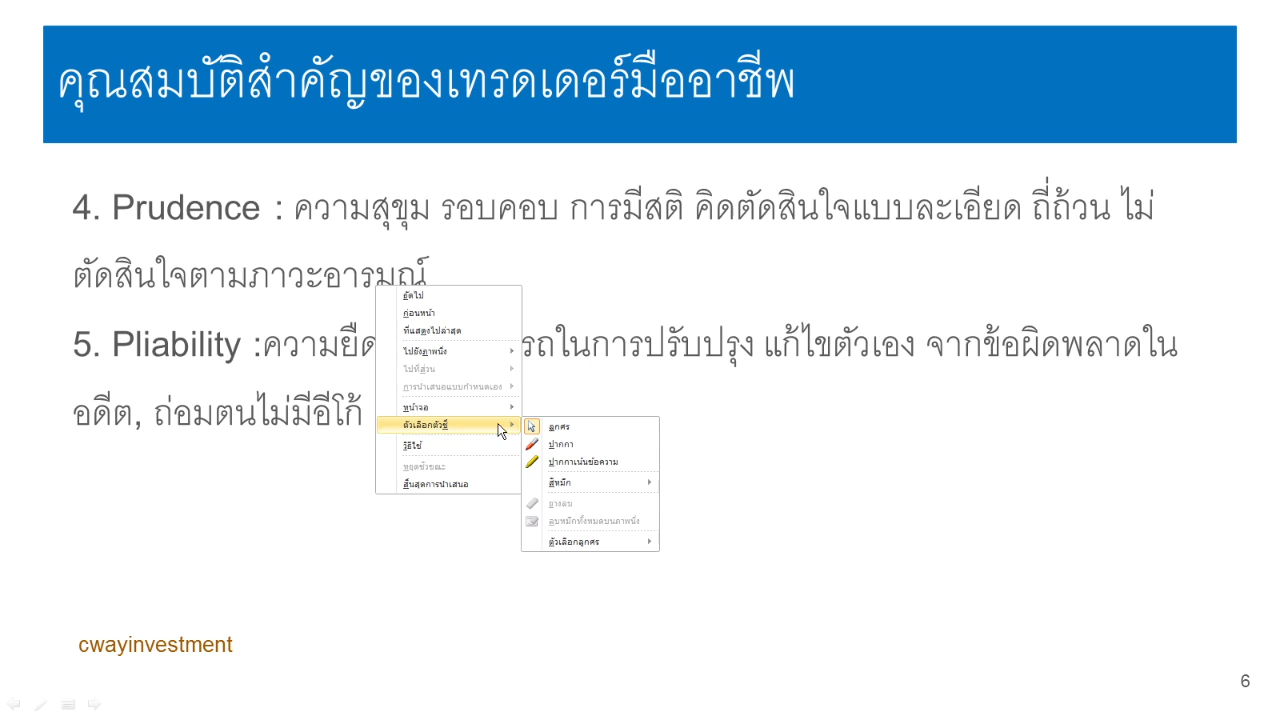 คุณสมบัติสำคัญของเทรดเดอร์มืออาชีพ
4. Prudence : ความสุขุม รอบคอบ การมีสติ คิดตัดสินใจแบบละเอียด ถี่ถ้วน ไม่
ตัดสินใจตามภาวะอารมณ์
5. Pliability :ความยืด รถในการปรับปรุง แก้ไขตัวเอง จากข้อผิดพลาดใน
อดีต, ถ่อมตนไม่มีอีโก้
ถัดไป
ก่อนหน้า
ที่แสดงไปล่าสุด
ไปยังภาพนิ่ง
ไปที่ส่วน
การนำเสนอแบบกำหนดเอง
หน้าจอ
ตัวเลือกตัวชี้
วิธีใช้
หยุดชั่วขณะ
สิ้นสุดการนำเสนอ
ลูกศร
ปากกา
ปากกาเน้นข้อความ
สีหมึก
ยางลบ
ลบหมึกทั้งหมดบนภาพนิ่ง
ตัวเลือกลูกศร
cwayinvestment
6